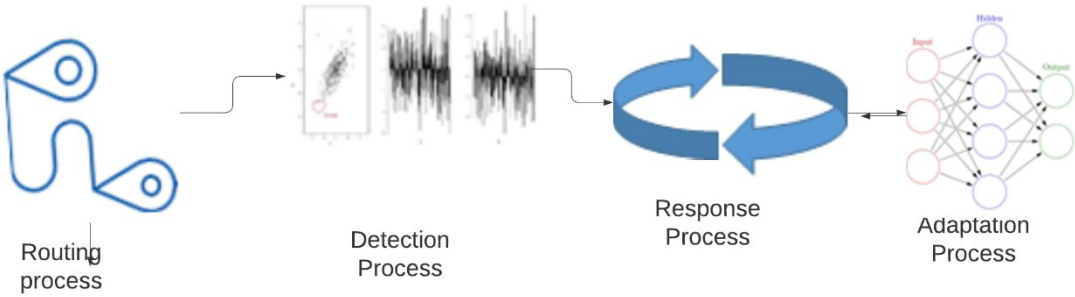 Routing
process
Detection
Process
Response
Process
Input
Hidden
Output
Adaptation
Process